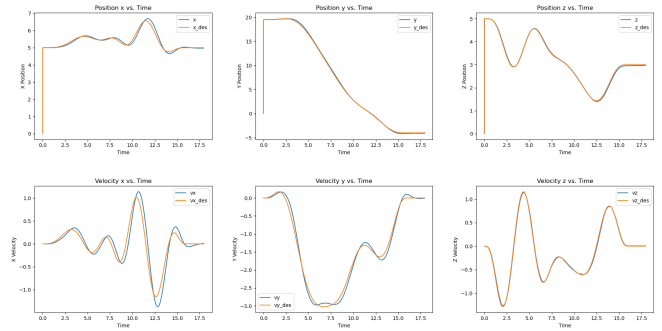 Position x vs. Time
Position y vs. Time
Position z vs. Time
X Position
7
6
5
4
3
2
1
0
x
x_des
0.0 2.5 5.0 7.5 10.0 12.5 15.0 17.5
Time
Y Position
20
15
10
5
0
−5
y
y_des
0.0 2.5 5.0 7.5 10.0 12.5 15.0 17.5
Time
Z Position
5
4
3
2
1
0
z
z_des
0.0 2.5 5.0 7.5 10.0 12.5 15.0 17.5
Time
Velocity x vs. Time
Velocity y vs. Time
Velocity z vs. Time
X Velocity
1.0
0.5
0.0
−0.5
−1.0
vx
vx_des
0.0 2.5 5.0 7.5 10.0 12.5 15.0 17.5
Time
Y Velocity
0.0
−0.5
−1.0
−1.5
−2.0
−2.5
−3.0
vy
vy_des
0.0 2.5 5.0 7.5 10.0 12.5 15.0 17.5
Time
Z Velocity
1.0
0.5
0.0
−0.5
−1.0
vz
vz_des
0.0 2.5 5.0 7.5 10.0 12.5 15.0 17.5
Time